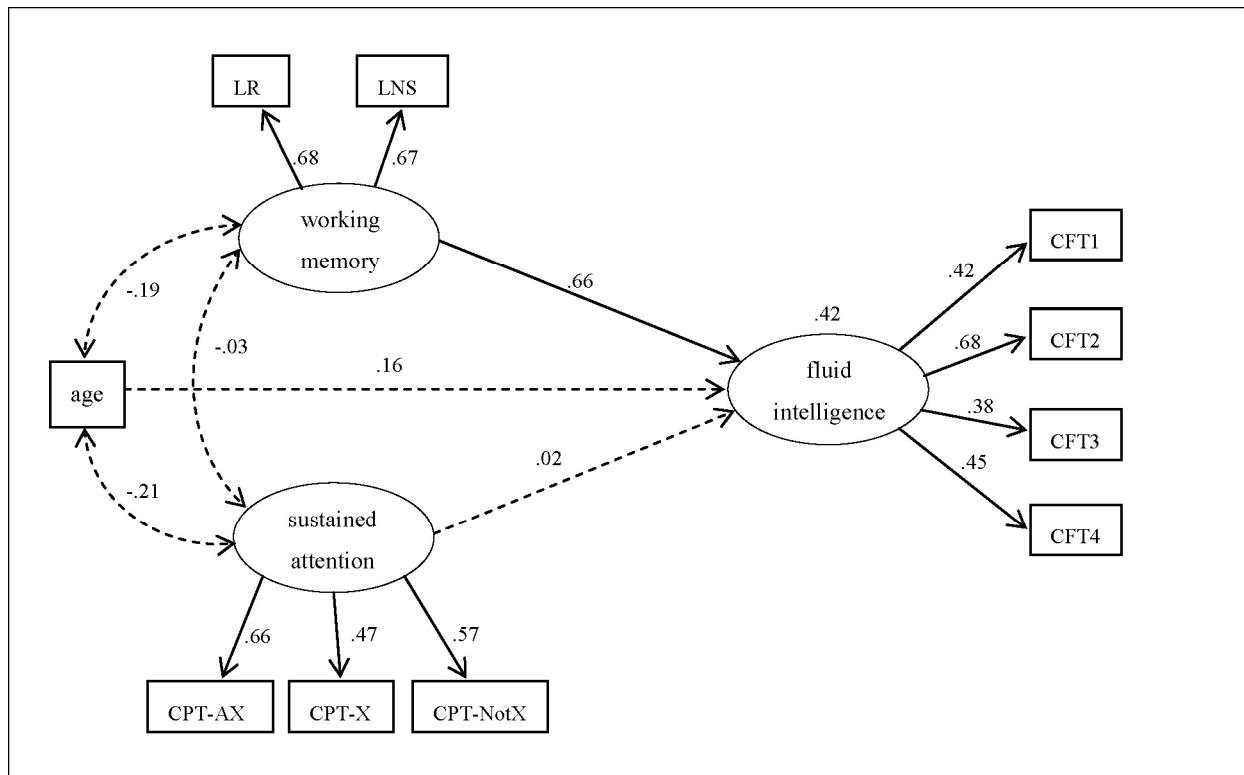 LR
LNS
.68
.67
working
memory
CFT1
-.19
.66
.42
.42
CFT2
-.03
.68
age
.16
fluid
intelligence
.38
CFT3
.02
.45
-.21
sustained
attention
CFT4
.66
.47
.57
CPT-AX
CPT-X
CPT-NotX